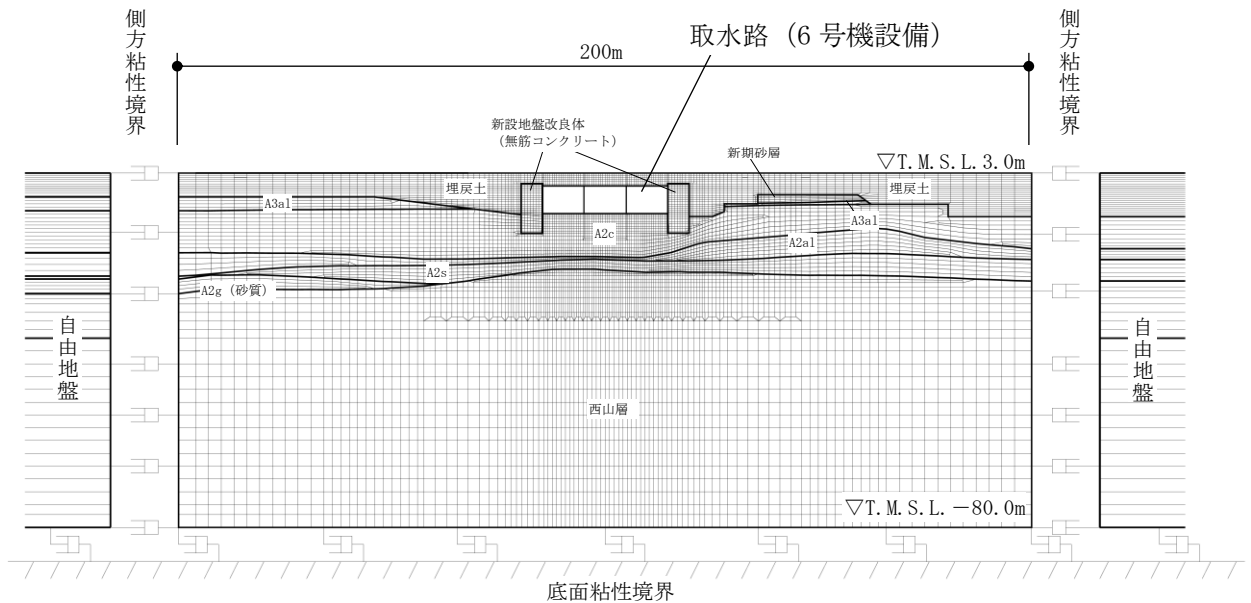 側方粘性境界
側方粘性境界
取水路（6 号機設備）
200m
新設地盤改良体
（無筋コンクリート）
新期砂層
▽T.M.S.L.3.0m
埋戻土
埋戻土
A3a1
A3a1
A2c
A2a1
A2s
A2g（砂質）
自由地盤
自由地盤
西山層
▽T.M.S.L.－80.0m
底面粘性境界